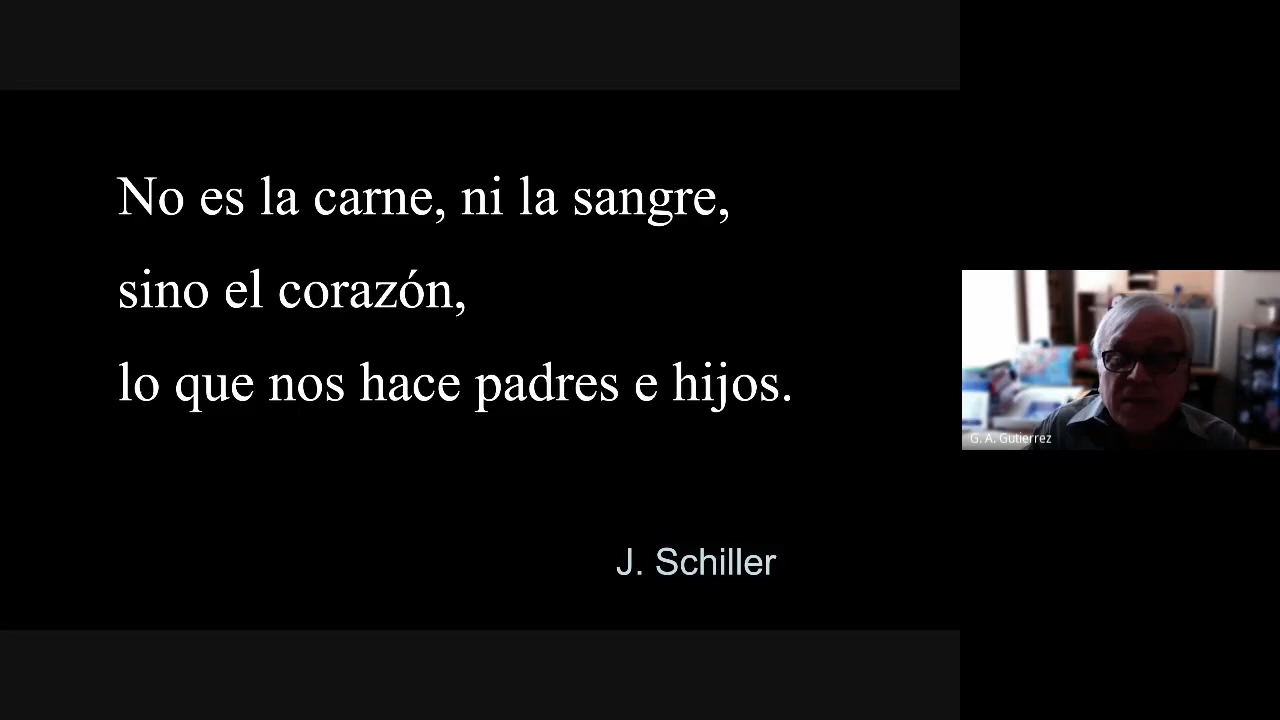 No es la carne, ni la sangre,
sino el corazón,
lo que nos hace padres e hijos.
J. Schiller
G. A. Gutierrez